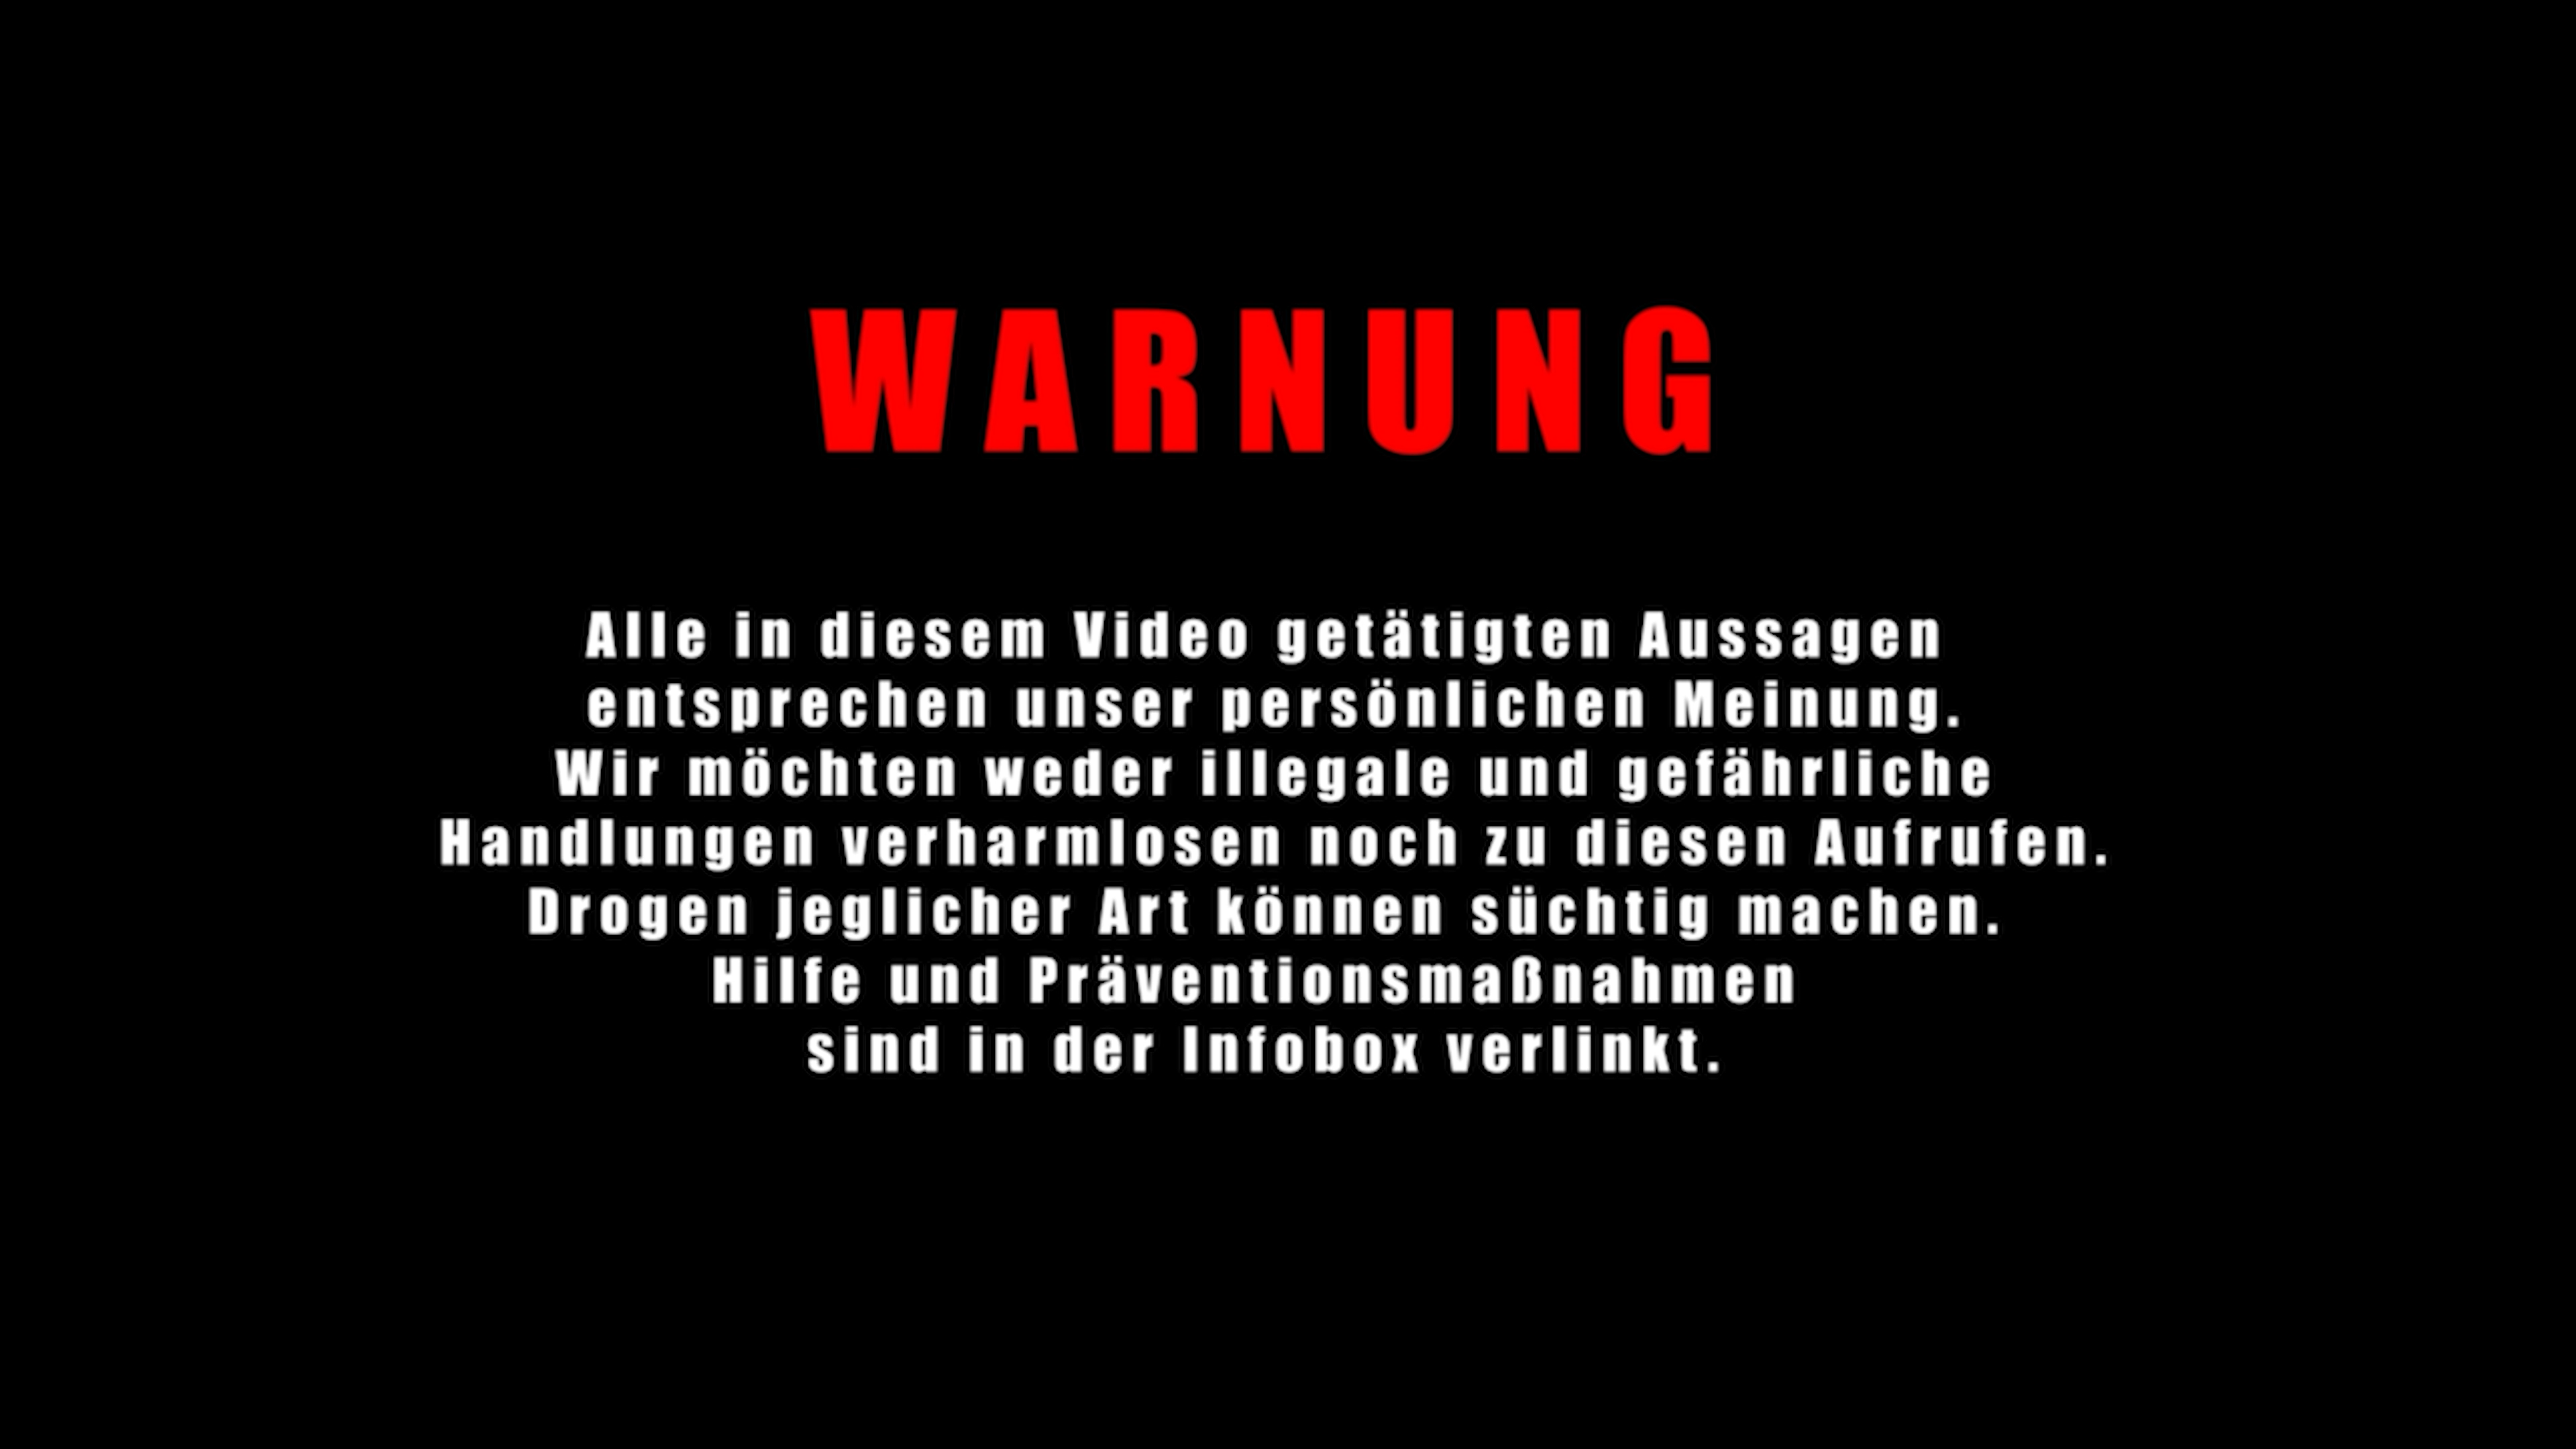 WARNUNG
Alle in diesem Video getätigten Aussagen
entsprechen unser persönlichen Meinung.
Wir möchten weder illegale und gefährliche
Handlungen verharmlosen noch zu diesen Aufrufen.
Drogen jeglicher Art können süchtig machen.
Hilfe und Präventionsmaßnahmen
sind in der Infobox verlinkt.